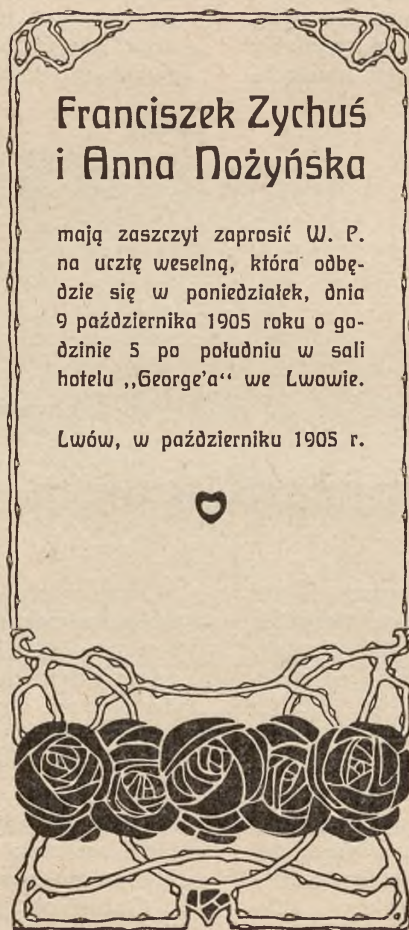 Franciszek Zychuś
i Anna Nożyńska
mają zaszczyt zaprosić W. P.
na ucztę weselną, która odbę-
dzie się w poniedziałek, dnia
9 października 1905 roku o go-
dzinie 5 po południu w sali
hotelu „George'a“ we Lwowie.
Lwów, w październiku 1905 r.